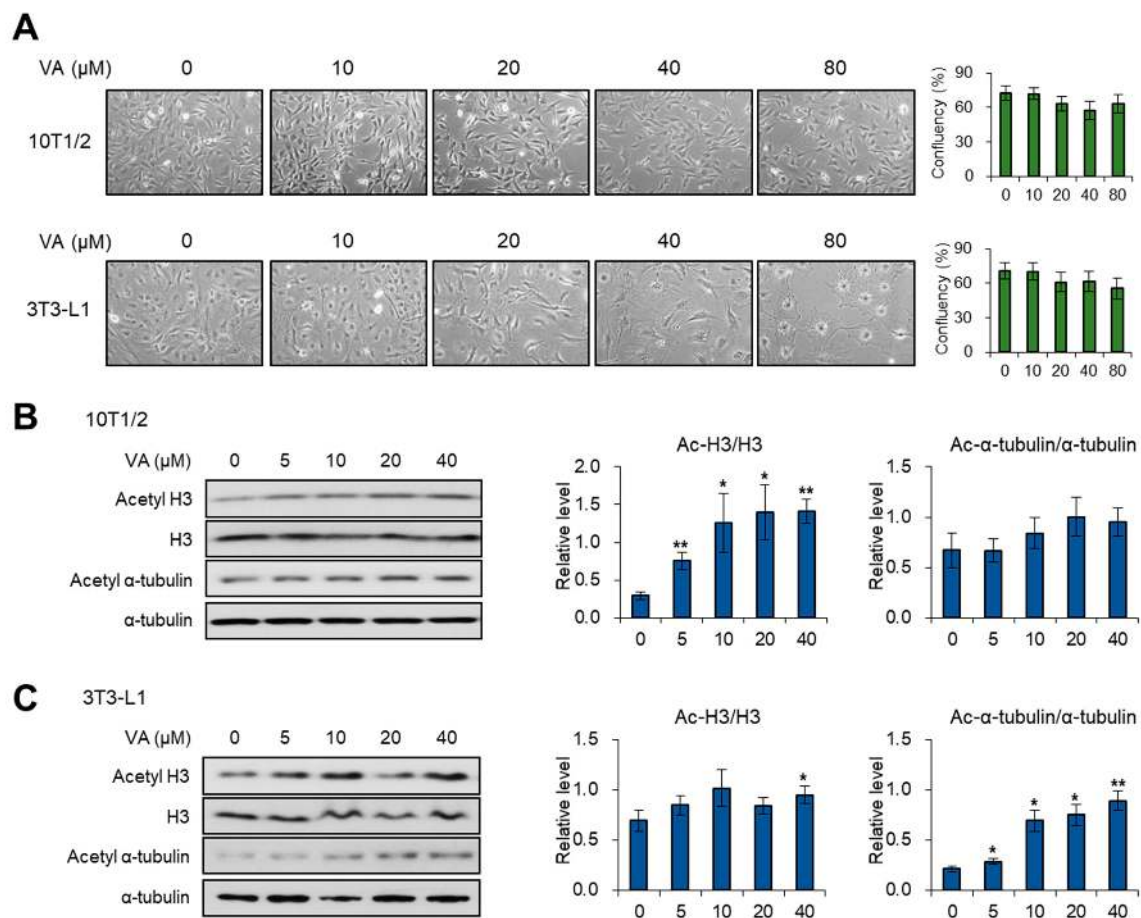 A
VA (µM) 0 10 20 40 80
10T1/2
Confluency (%)
90
60
30
0
0 10 20 40 80
VA (µM) 0 10 20 40 80
3T3-L1
Confluency (%)
90
60
30
0
0 10 20 40 80
B 10T1/2
VA (µM) 0 5 10 20 40
Acetyl H3
H3
Acetyl α-tubulin
α-tubulin
Ac-H3/H3
Relative level
2.0
1.5
1.0
0.5
0.0
** * * **
0 5 10 20 40
Ac-α-tubulin/α-tubulin
Relative level
1.5
1.0
0.5
0.0
0 5 10 20 40
C 3T3-L1
VA (µM) 0 5 10 20 40
Acetyl H3
H3
Acetyl α-tubulin
α-tubulin
Ac-H3/H3
Relative level
1.5
1.0
0.5
0.0
*
0 5 10 20 40
Ac-α-tubulin/α-tubulin
Relative level
1.5
1.0
0.5
0.0
* * * **
0 5 10 20 40